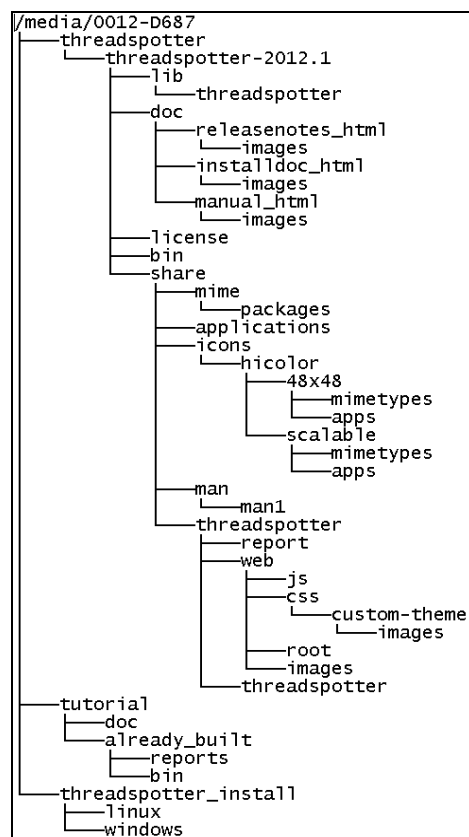 /media/0012-D687
threadspotter
threadspotter-2012.1
lib
threadspotter
doc
releasenotes_html
images
installdoc_html
images
manual_html
images
license
bin
share
mime
packages
applications
icons
hicolor
48x48
mimetypes
apps
scalable
mimetypes
apps
man
man1
threadspotter
report
web
js
css
custom-theme
images
root
images
threadspotter
tutorial
doc
already_built
reports
bin
threadspotter_install
linux
windows